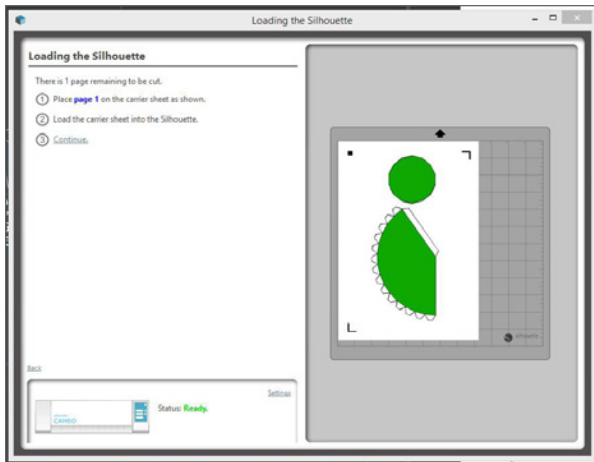 Loading the Silhouette
Loading the Silhouette
There is 1 page remaining to be cut.
1 Place page 1 on the carrier sheet as shown.
2 Load the carrier sheet into the Silhouette.
3 Continue.
Back
Settings
Status: Ready.
CAMEO
silhouette